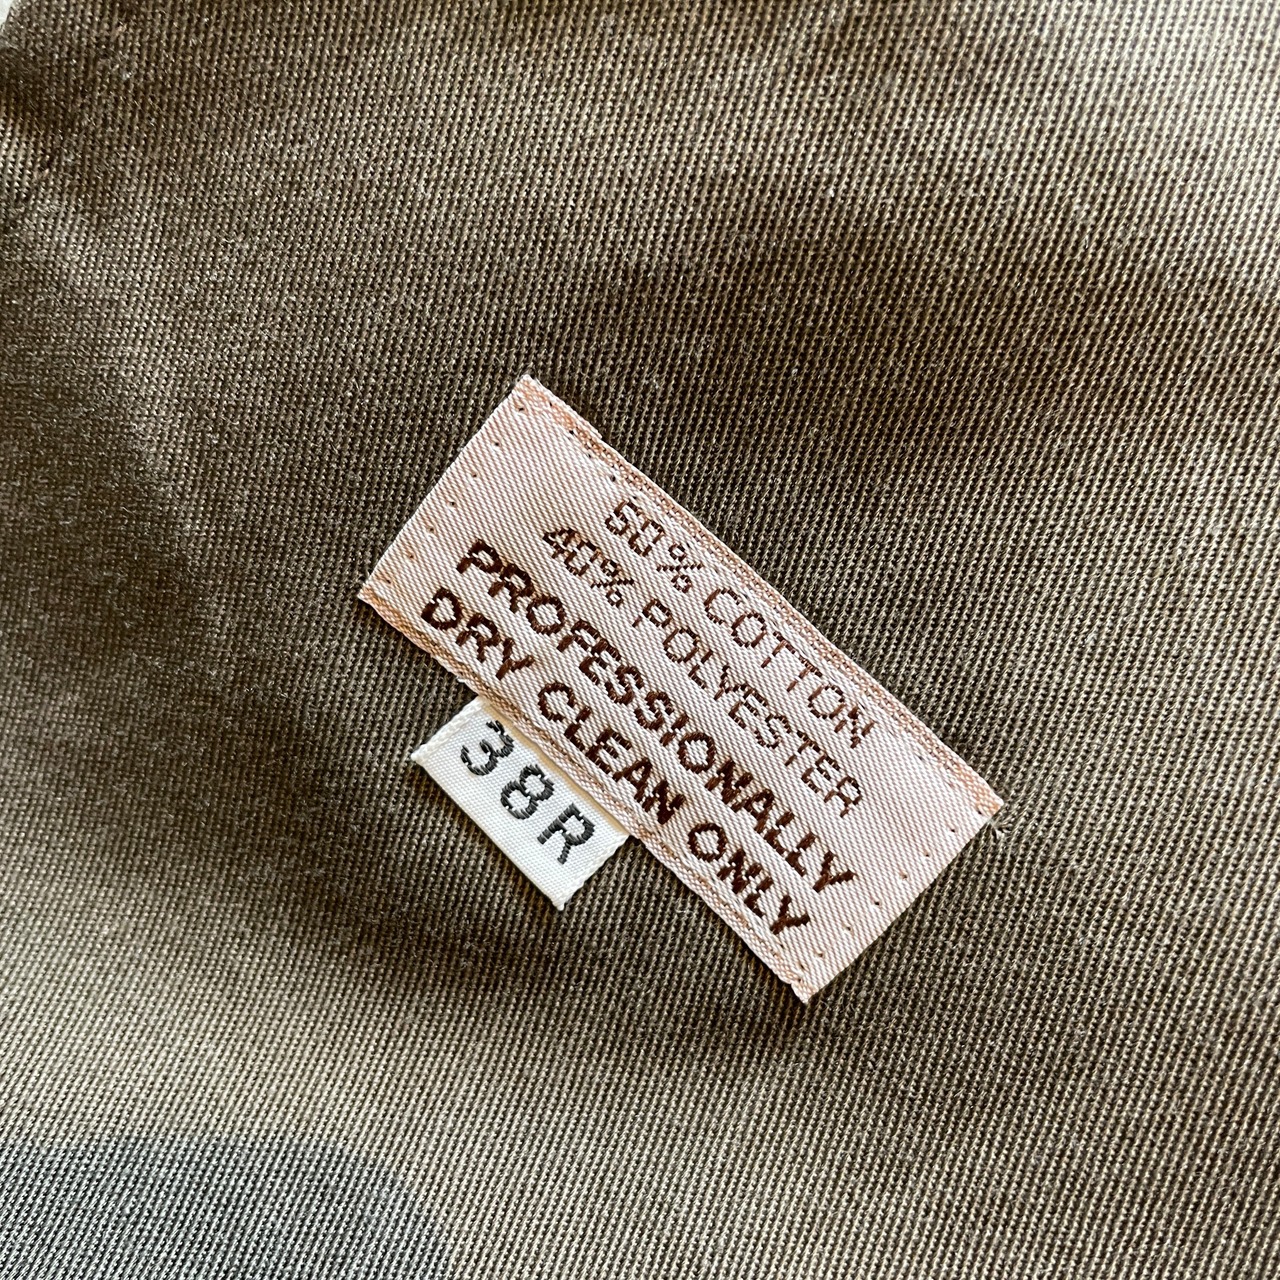 60% COTTON
40% POLYESTER
PROFESSIONALLY
DRY CLEAN ONLY
38R